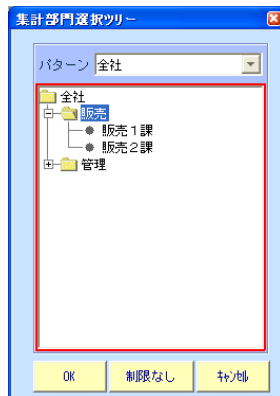 集計部門選択ツリー
パターン 全社
全社
販売
販売1課
販売2課
管理
OK 制限なし ｷｬﾝｾﾙ